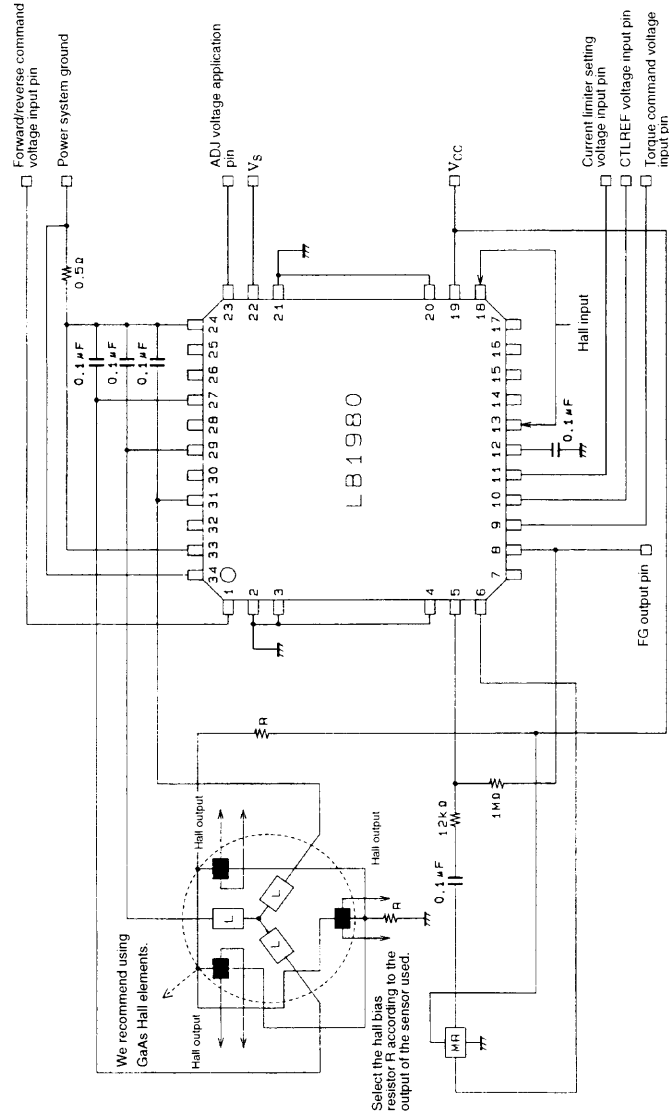 Forward/reverse command
voltage input pin
Power system ground
ADJ voltage application
pin
VS
VCC
Current limiter setting
voltage input pin
CTLREF voltage input pin
Torque command voltage
input pin
0.5Ω
0.1μF
0.1μF
0.1μF
24
25
26
27
28
29
30
31
32
33
34
23
22
21
20
19
18
17
16
15
14
13
12
11
10
9
8
7
1
2
3
4
5
6
LB1980
Hall input
0.1μF
FG output pin
R
12kΩ
1MΩ
0.1μF
We recommend using
GaAs Hall elements.
Hall output
Hall output
Hall output
L
L
L
R
Select the hall bias
resistor R according to the
output of the sensor used.
MR